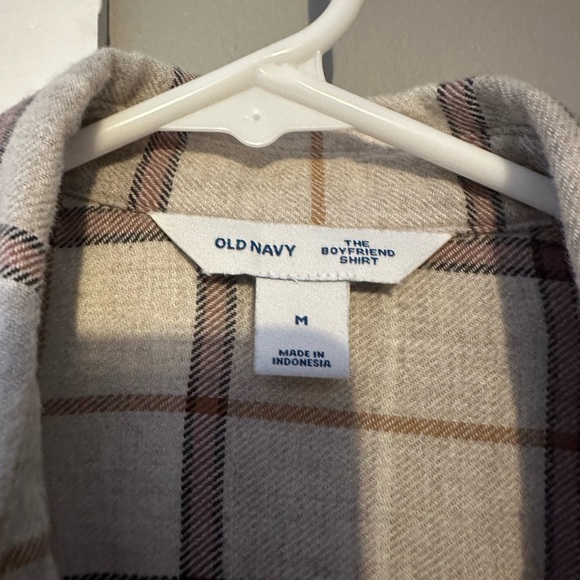 OLD NAVY
THE
BOYFRIEND
SHIRT
M
MADE IN
INDONESIA